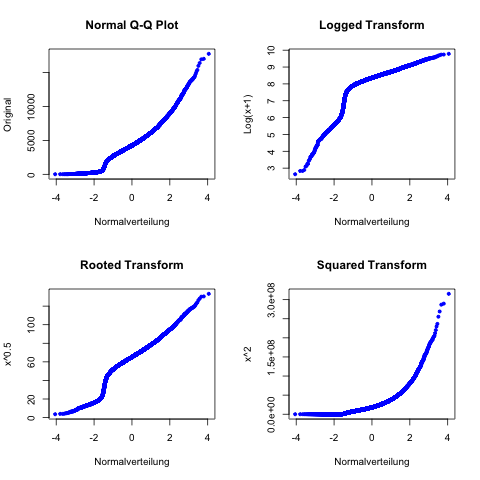 Normal Q-Q Plot
Original
0
5000
10000
-4 -2 0 2 4
Normalverteilung
Logged Transform
Log(x+1)
3
4
5
6
7
8
9
10
-4 -2 0 2 4
Normalverteilung
Rooted Transform
x^0.5
0
20
60
100
-4 -2 0 2 4
Normalverteilung
Squared Transform
x^2
0.0e+00
1.5e+08
3.0e+08
-4 -2 0 2 4
Normalverteilung